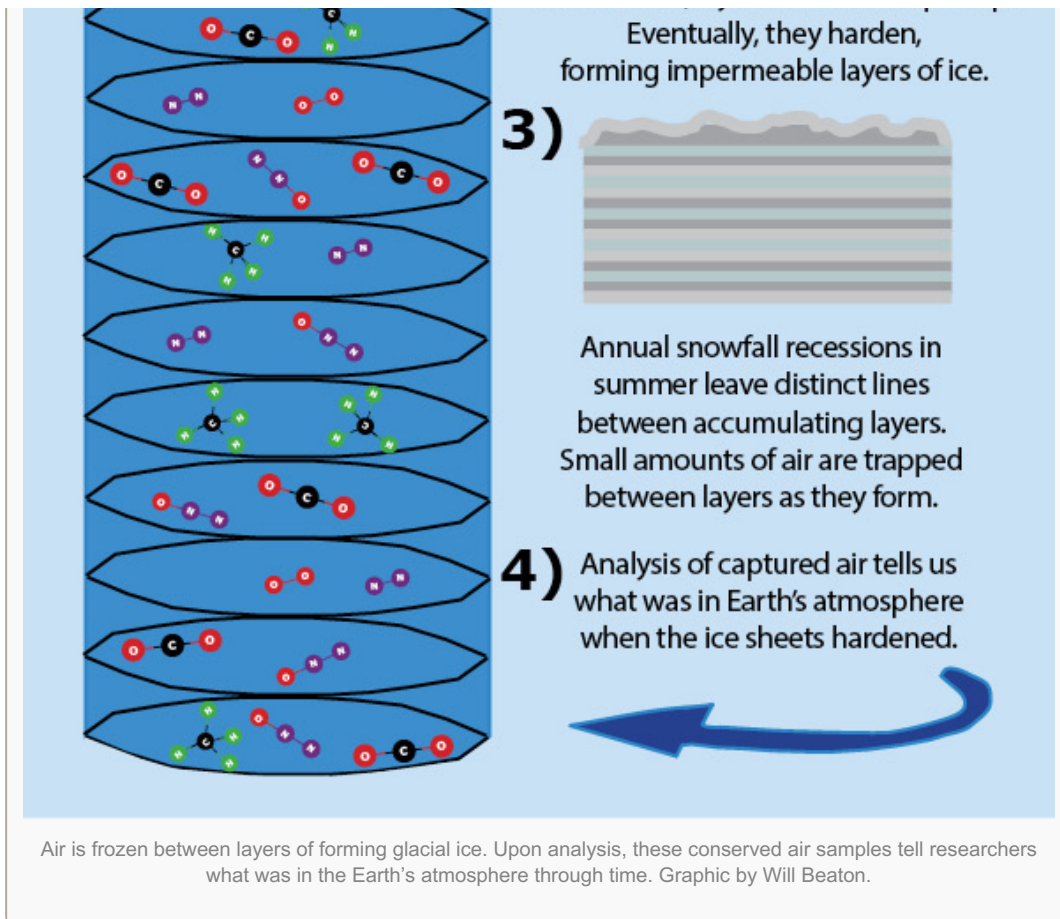 Eventually, they harden,
forming impermeable layers of ice.
3)
Annual snowfall recessions in
summer leave distinct lines
between accumulating layers.
Small amounts of air are trapped
between layers as they form.
4) Analysis of captured air tells us
what was in Earth's atmosphere
when the ice sheets hardened.
O C O H H
N N O O
O C O N N O O C O
H H C H H N N
N N O N N
H H C H H H H C H H
O N N O C O
O O N N
O C O O N N
H H C H H O N N O C O
Air is frozen between layers of forming glacial ice. Upon analysis, these conserved air samples tell researchers
what was in the Earth's atmosphere through time. Graphic by Will Beaton.